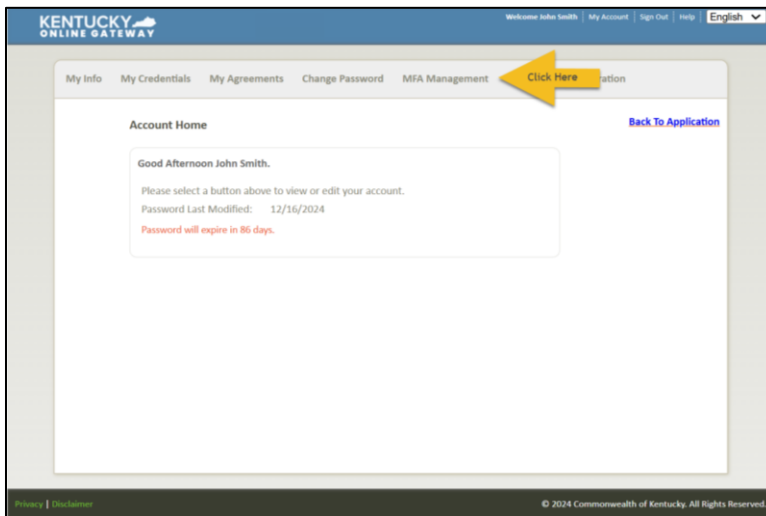 KENTUCKY
ONLINE GATEWAY
Welcome John Smith | My Account | Sign Out | Help | English
My Info My Credentials My Agreements Change Password MFA Management Click Here ration
Account Home
Back To Application
Good Afternoon John Smith.
Please select a button above to view or edit your account.
Password Last Modified: 12/16/2024
Password will expire in 86 days.
Privacy | Disclaimer
© 2024 Commonwealth of Kentucky. All Rights Reserved.